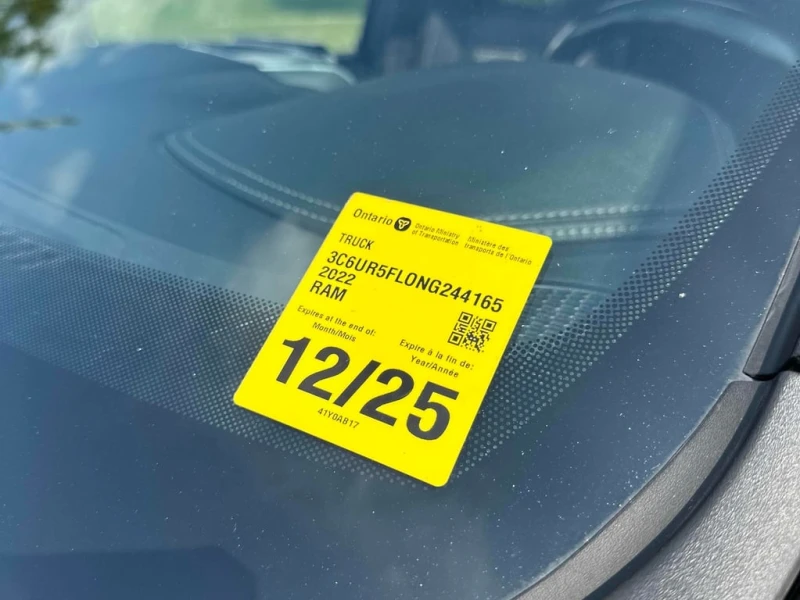 Ontario
Ontario Ministry
of Transportation
Ministère des
transports de l'Ontario
TRUCK
3C6UR5FL0NG244165
2022
RAM
Expires at the end of:
Month/Mois
Expire à la fin de:
Year/Année
12/25
41Y0AB17